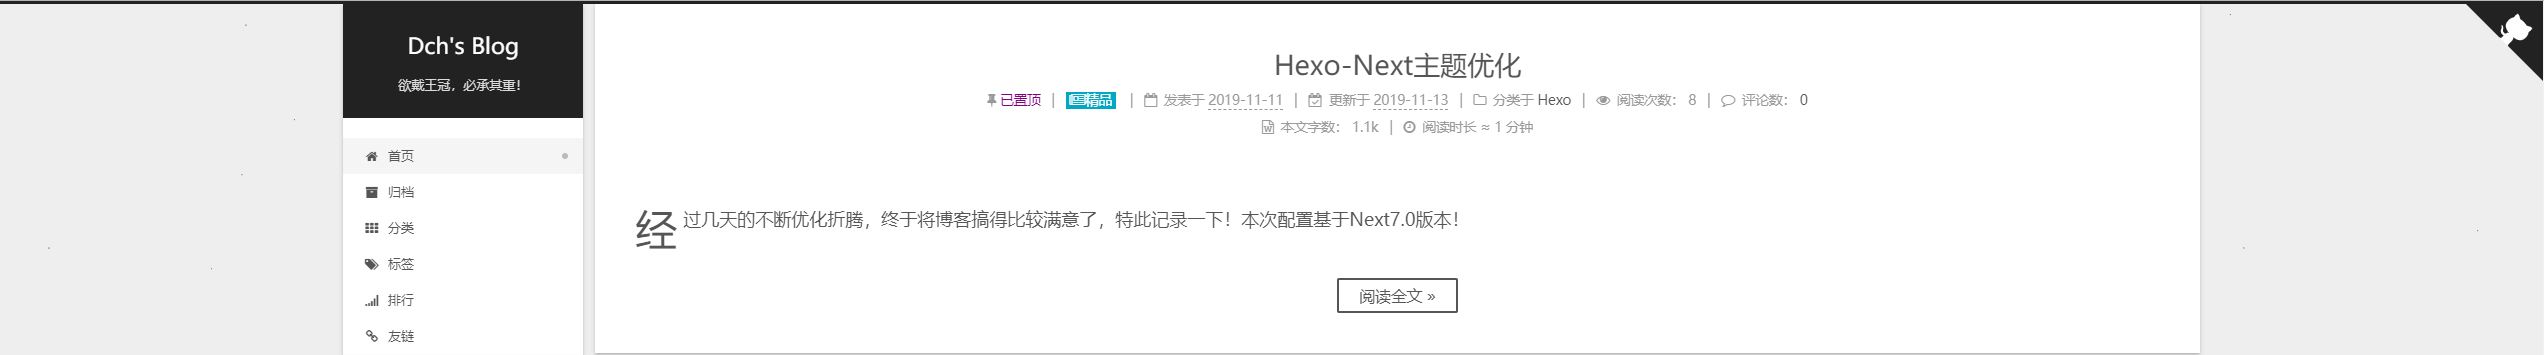 Dch's Blog
欲戴王冠，必承其重！
首页
归档
分类
标签
排行
友链
Hexo-Next主题优化
已置顶 | 精品 | 发表于 2019-11-11 | 更新于 2019-11-13 | 分类于 Hexo | 阅读次数： 8 | 评论数： 0
本文字数： 1.1k | 阅读时长 ≈ 1 分钟
经过几天的不断优化折腾，终于将博客搞得比较满意了，特此记录一下！本次配置基于Next7.0版本！
阅读全文 »